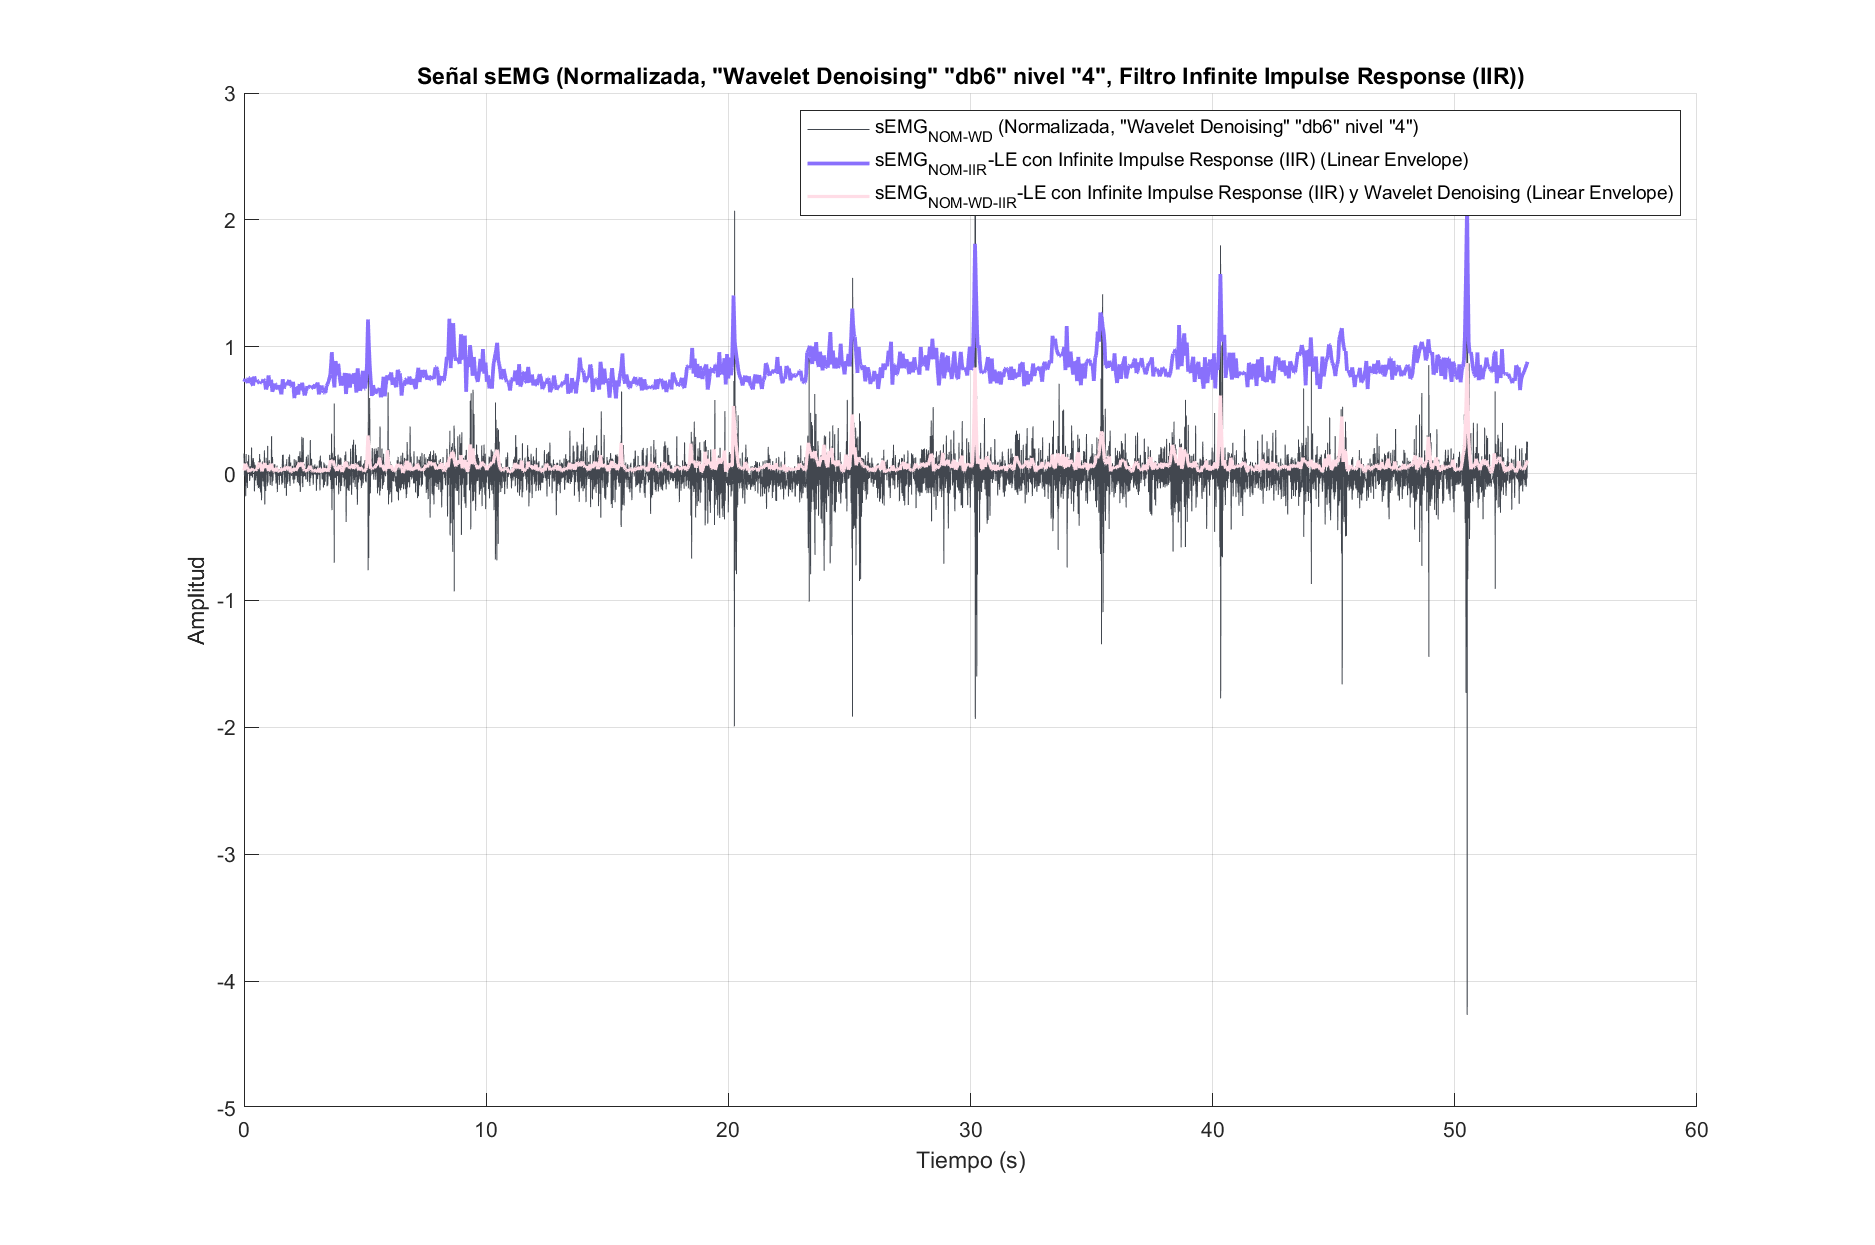 Señal sEMG (Normalizada, "Wavelet Denoising" "db6" nivel "4", Filtro Infinite Impulse Response (IIR))
sEMG_NOM-WD (Normalizada, "Wavelet Denoising" "db6" nivel "4")
sEMG_NOM-IIR-LE con Infinite Impulse Response (IIR) (Linear Envelope)
sEMG_NOM-WD-IIR-LE con Infinite Impulse Response (IIR) y Wavelet Denoising (Linear Envelope)
3
2
1
0
-1
-2
-3
-4
-5
Amplitud
0 10 20 30 40 50 60
Tiempo (s)